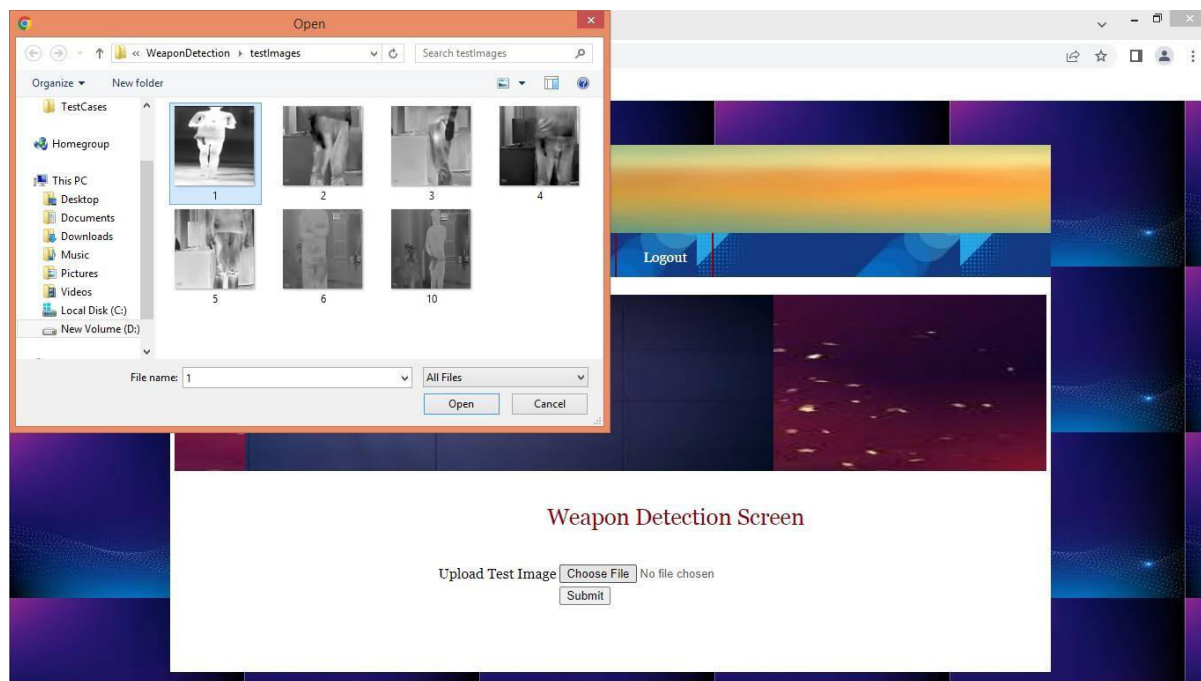 Open
« WeaponDetection ▸ testImages
Search testImages
Organize
New folder
TestCases
Homegroup
This PC
Desktop
Documents
Downloads
Music
Pictures
Videos
Local Disk (C:)
New Volume (D:)
1
2
3
4
5
6
10
File name: 1
All Files
Open
Cancel
Logout
Weapon Detection Screen
Upload Test Image Choose File No file chosen
Submit